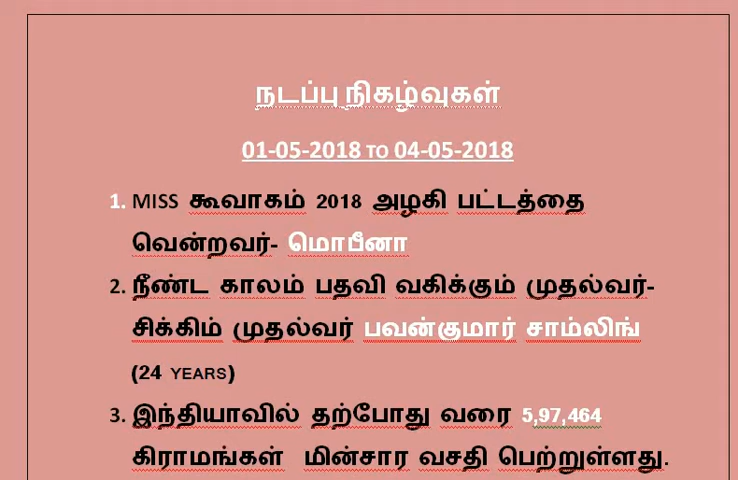 நடப்பு நிகழ்வுகள்
01-05-2018 TO 04-05-2018
1. MISS கூவாகம் 2018 அழகி பட்டத்தை
வென்றவர்- மொபீனா
2. நீண்ட காலம் பதவி வகிக்கும் முதல்வர்-
சிக்கிம் முதல்வர் பவன்குமார் சாம்லிங்
(24 YEARS)
3. இந்தியாவில் தற்போது வரை 5,97,464
கிராமங்கள் மின்சார வசதி பெற்றுள்ளது.